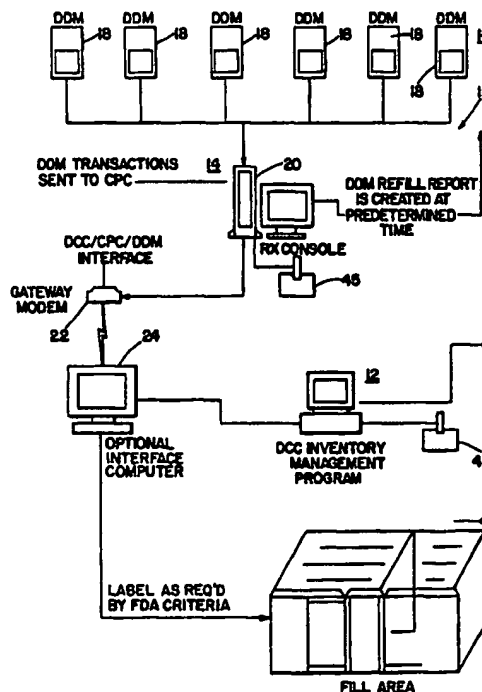 DDM DDM DDM DDM DDM DDM
18 18 18 18 18 18
DDM TRANSACTIONS
SENT TO CPC
14
20
DDM REFILL REPORT
IS CREATED AT
PREDETERMINED
TIME
RX CONSOLE
46
DCC/CPC/DDM
INTERFACE
GATEWAY
MODEM
22
24
OPTIONAL
INTERFACE
COMPUTER
12
DCC INVENTORY
MANAGEMENT
PROGRAM
LABEL AS REQ'D
BY FDA CRITERIA
FILL AREA